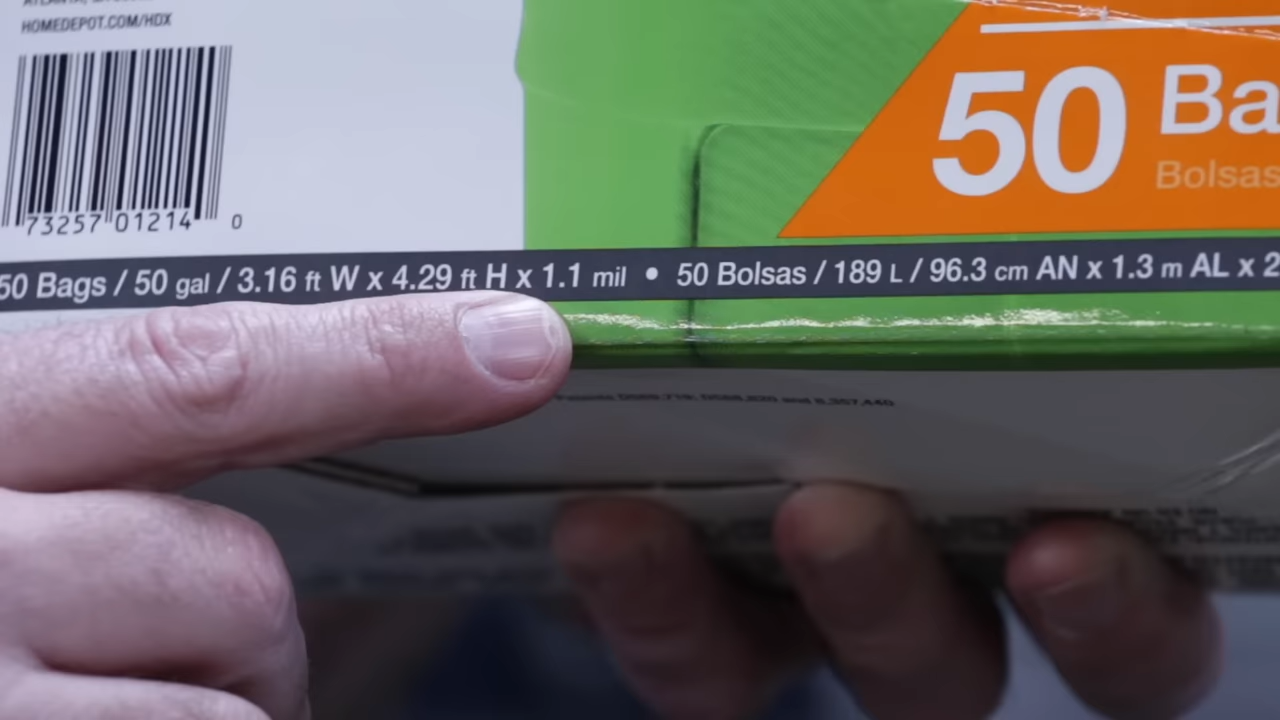 HOMEDEPOT.COM/HDX
73257 01214 0
50 Ba
Bolsas
50 Bags / 50 gal / 3.16 ft W x 4.29 ft H x 1.1 mil • 50 Bolsas / 189 L / 96.3 cm AN x 1.3 m AL x 2